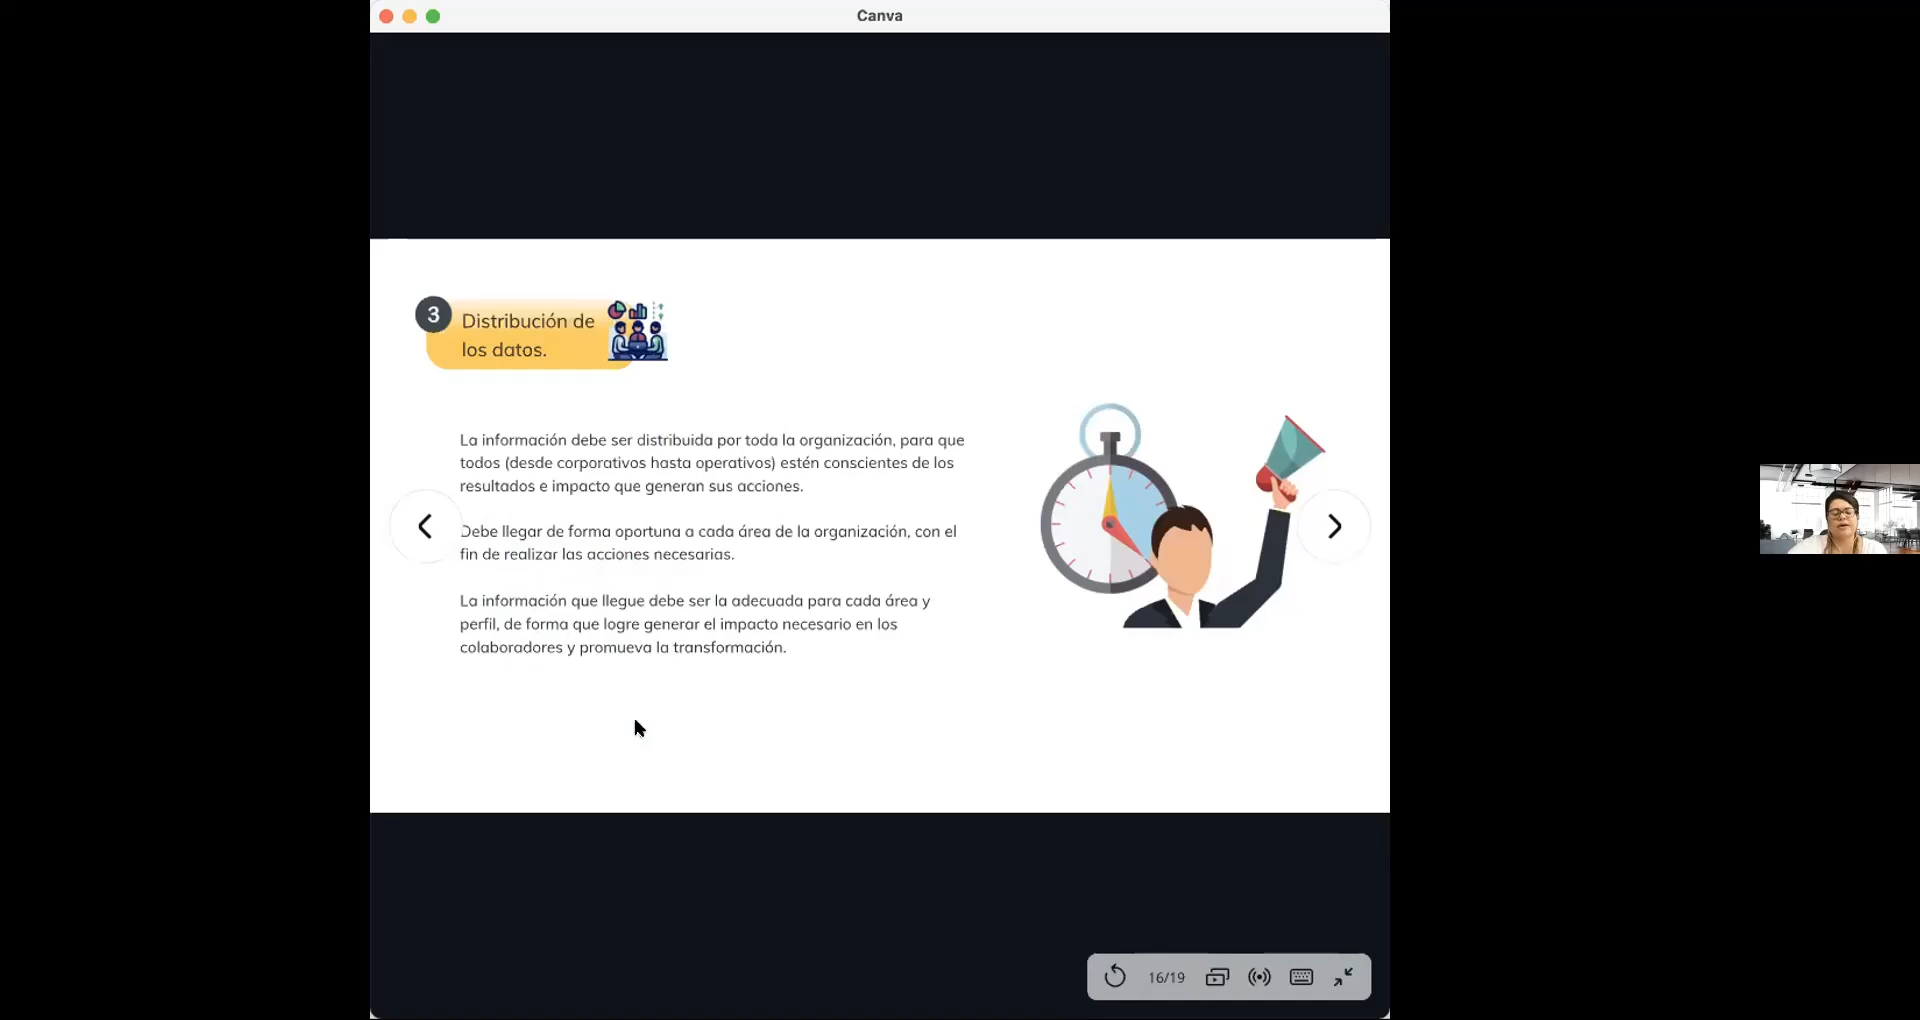 Canva
3
Distribución de
los datos.
La información debe ser distribuida por toda la organización, para que
todos (desde corporativos hasta operativos) estén conscientes de los
resultados e impacto que generan sus acciones.
Debe llegar de forma oportuna a cada área de la organización, con el
fin de realizar las acciones necesarias.
La información que llegue debe ser la adecuada para cada área y
perfil, de forma que logre generar el impacto necesario en los
colaboradores y promueva la transformación.
16/19